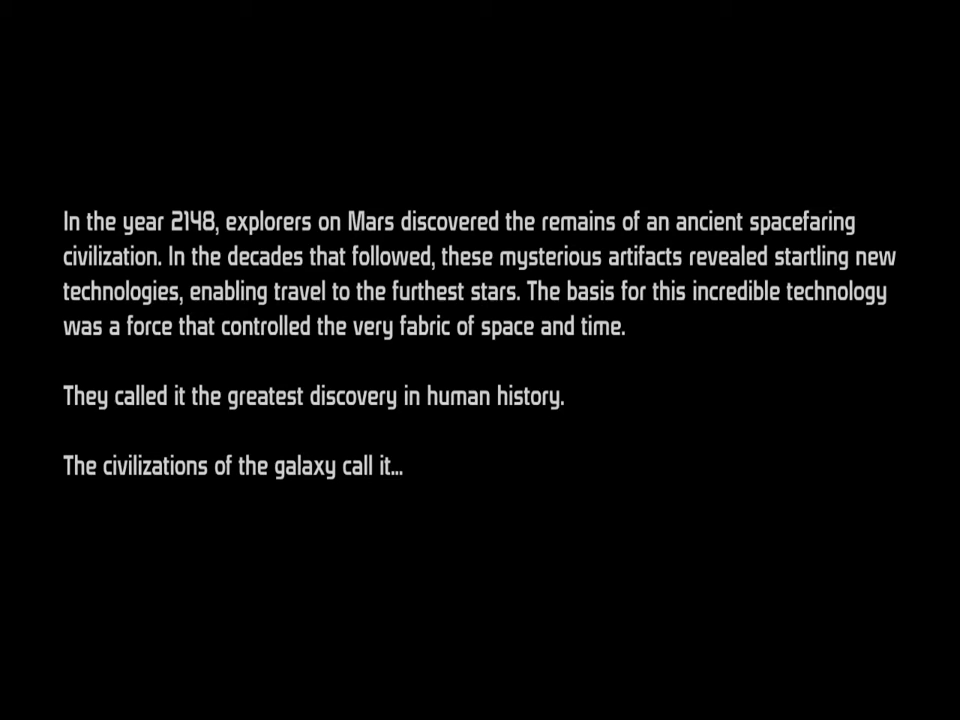 In the year 2148, explorers on Mars discovered the remains of an ancient spacefaring
civilization. In the decades that followed, these mysterious artifacts revealed startling new
technologies, enabling travel to the furthest stars. The basis for this incredible technology
was a force that controlled the very fabric of space and time.
They called it the greatest discovery in human history.
The civilizations of the galaxy call it...